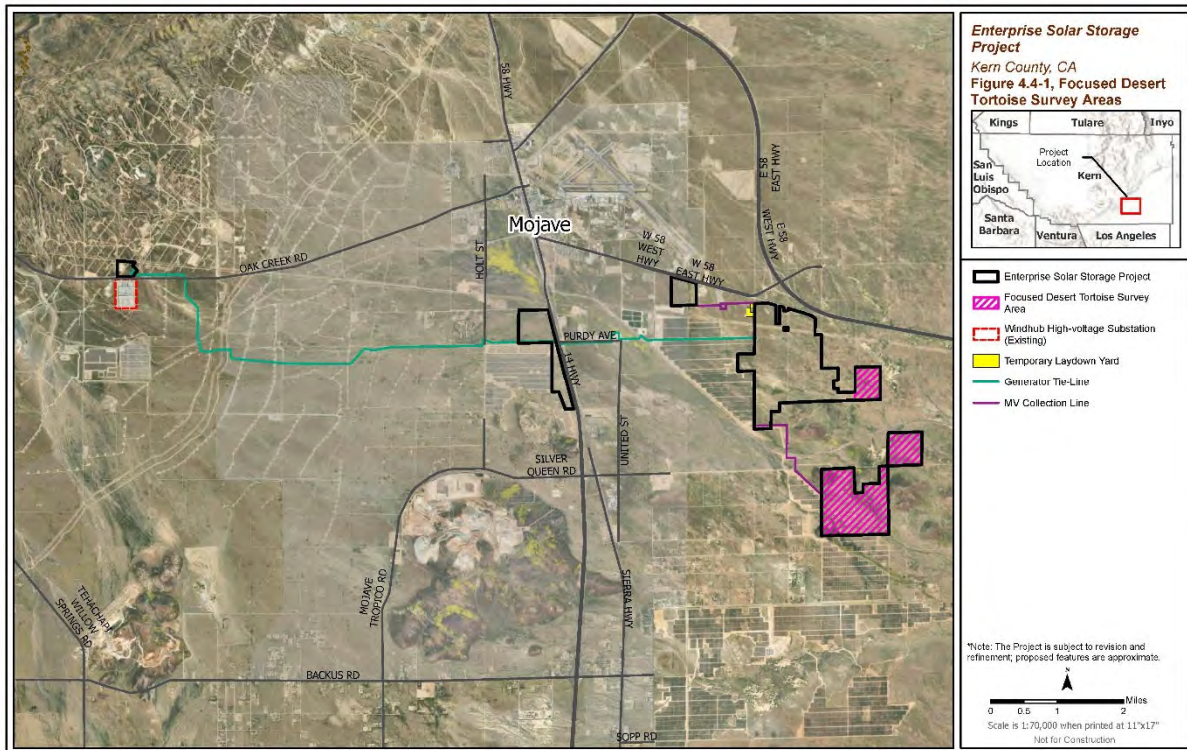 58 HWY
E 58
EAST HWY
WEST HWY
E 58
Mojave
HOLT ST
OAK CREEK RD
W 58
WEST
HWY
W 58
EAST HWY
PURDY AVE
14 HWY
UNITED ST
SILVER
QUEEN RD
MOJAVE
TROPICO RD
SIERRA HWY
TEHACHAPI
WILLOW
SPRINGS RD
BACKUS RD
SOPP RD
Enterprise Solar Storage
Project
Kern County, CA
Figure 4.4-1, Focused Desert
Tortoise Survey Areas
Kings
Tulare
Inyo
Project
Location
San
Luis
Obispo
Kern
Santa
Barbara
Ventura
Los Angeles
Enterprise Solar Storage Project
Focused Desert Tortoise Survey
Area
Windhub High-voltage Substation
(Existing)
Temporary Laydown Yard
Generator Tie-Line
MV Collection Line
*Note: The Project is subject to revision and
refinement; proposed features are approximate.
N
Miles
0 0.5 1 2
Scale is 1:70,000 when printed at 11"x17"
Not for Construction